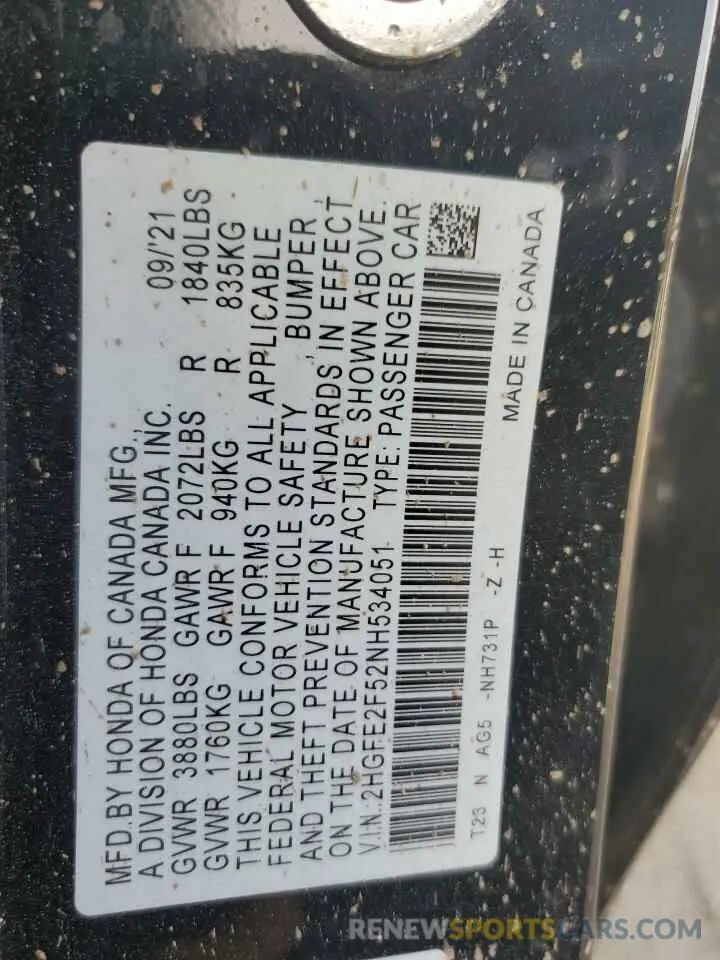 MFD.BY HONDA OF CANADA MFG.,
A DIVISION OF HONDA CANADA INC. 09/'21
GVWR 3880LBS GAWR F 2072LBS R 1840LBS
GVWR 1760KG GAWR F 940KG R 835KG
THIS VEHICLE CONFORMS TO ALL APPLICABLE
FEDERAL MOTOR VEHICLE SAFETY , BUMPER ,
AND THEFT PREVENTION STANDARDS IN EFFECT
ON THE DATE OF MANUFACTURE SHOWN ABOVE.
V.I.N.:2HGFE2F52NH534051 TYPE: PASSENGER CAR
T23 N AG5 -NH731P -Z -H MADE IN CANADA
RENEWSPORTSCARS.COM